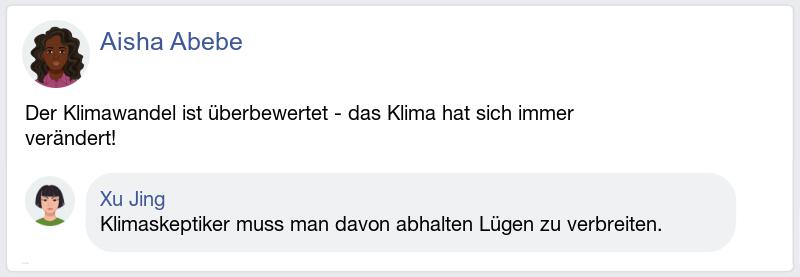 Aisha Abebe
Der Klimawandel ist überbewertet - das Klima hat sich immer
verändert!
Xu Jing
Klimaskeptiker muss man davon abhalten Lügen zu verbreiten.